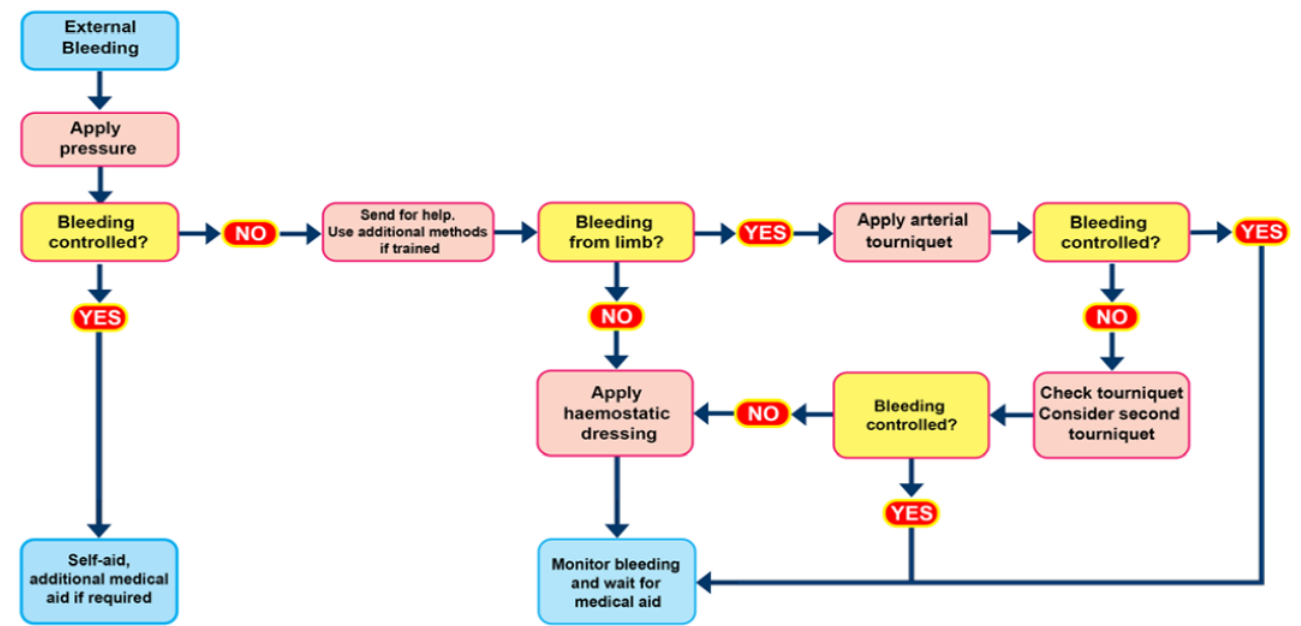 External
Bleeding
Apply
pressure
Bleeding
controlled?
NO
Send for help.
Use additional methods
if trained
Bleeding
from limb?
YES
Apply arterial
tourniquet
Bleeding
controlled?
YES
YES
NO
NO
Apply
haemostatic
dressing
NO
Bleeding
controlled?
Check tourniquet
Consider second
tourniquet
YES
Self-aid,
additional medical
aid if required
Monitor bleeding
and wait for
medical aid